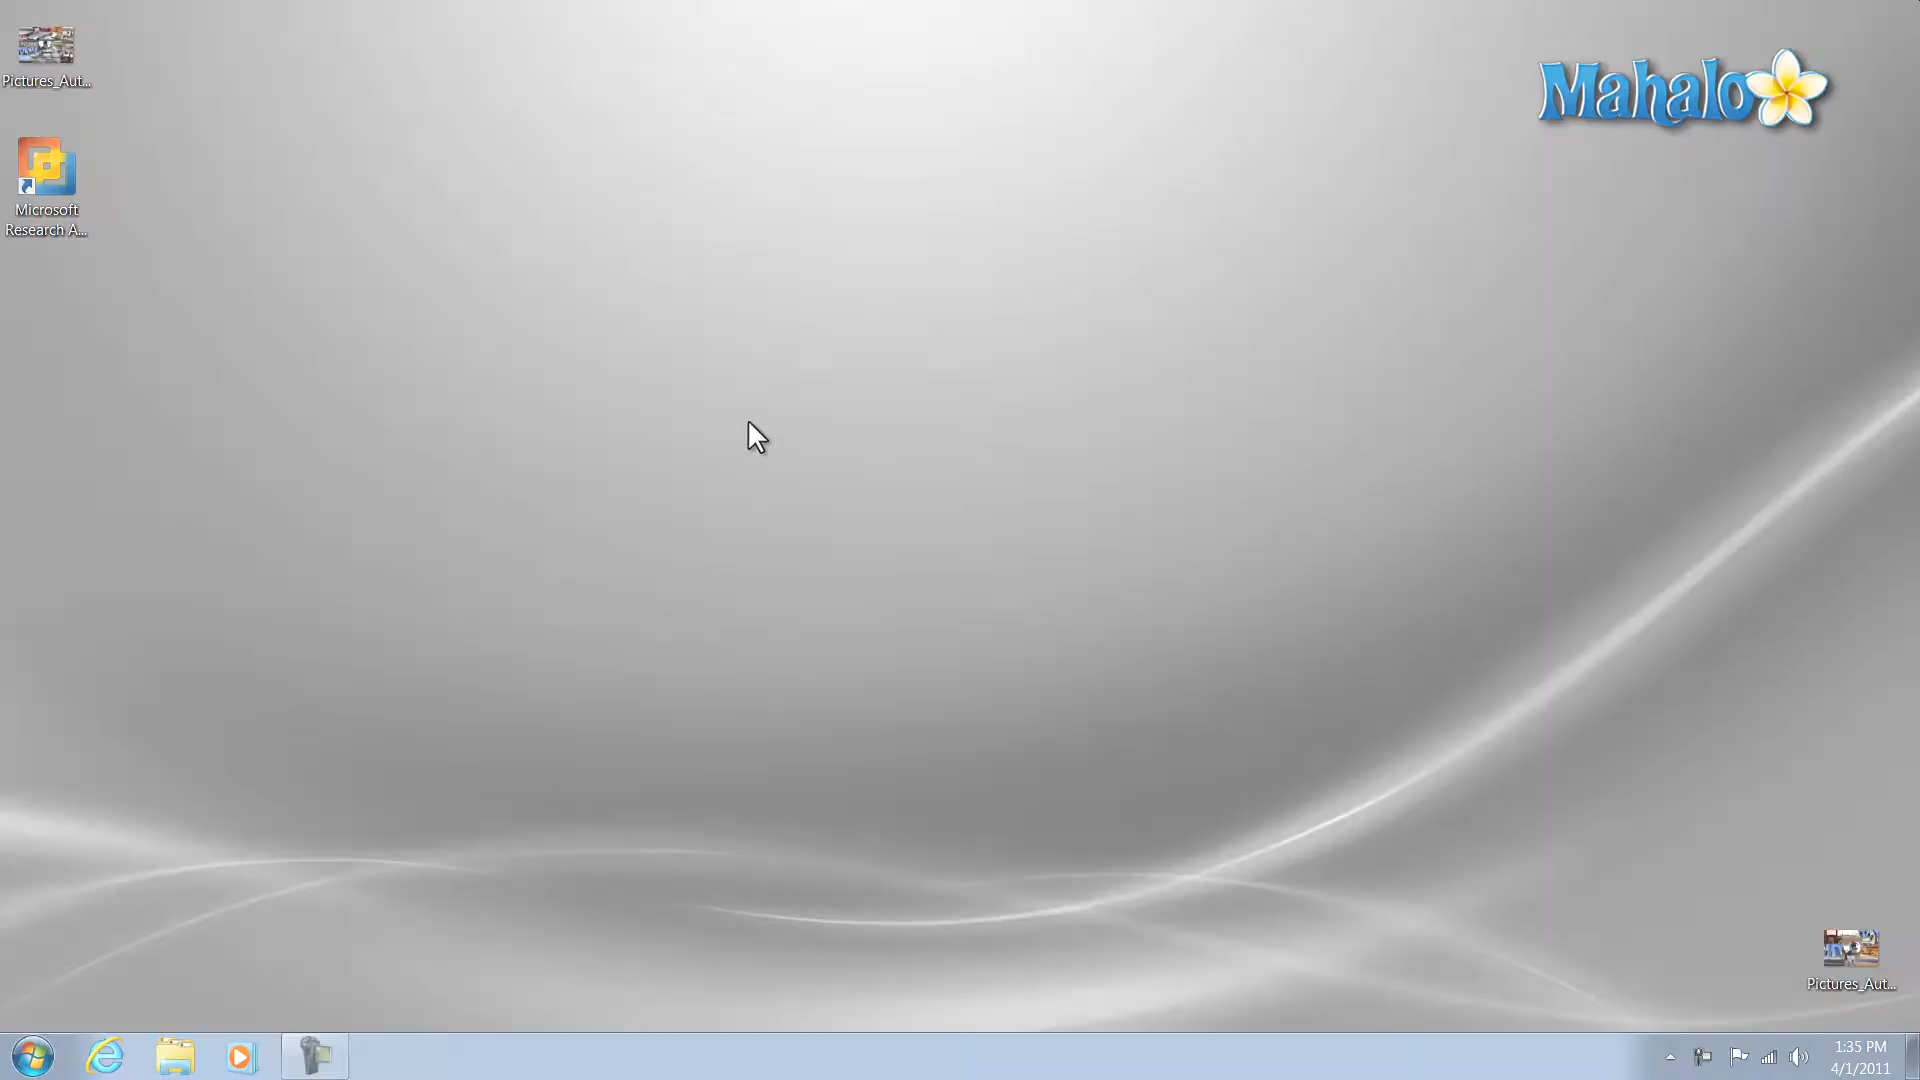 Pictures_Aut...
Mahalo
Microsoft
Research A...
Pictures_Aut...
1:35 PM
4/1/2011